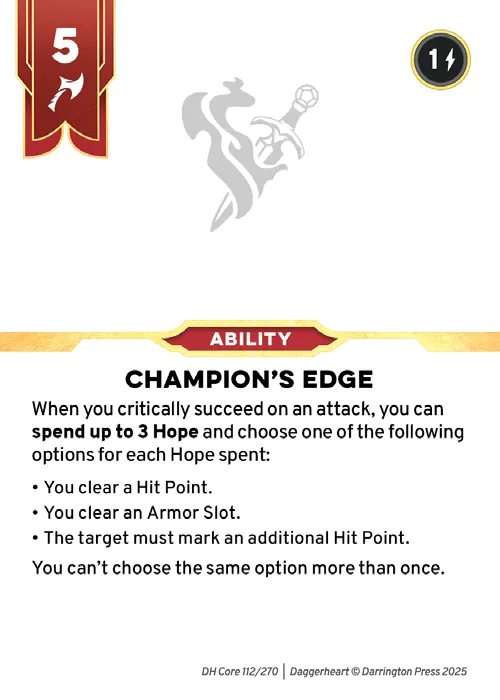 5
1
ABILITY
CHAMPION’S EDGE
When you critically succeed on an attack, you can
spend up to 3 Hope and choose one of the following
options for each Hope spent:
• You clear a Hit Point.
• You clear an Armor Slot.
• The target must mark an additional Hit Point.
You can’t choose the same option more than once.
DH Core 112/270 | Daggerheart © Darrington Press 2025